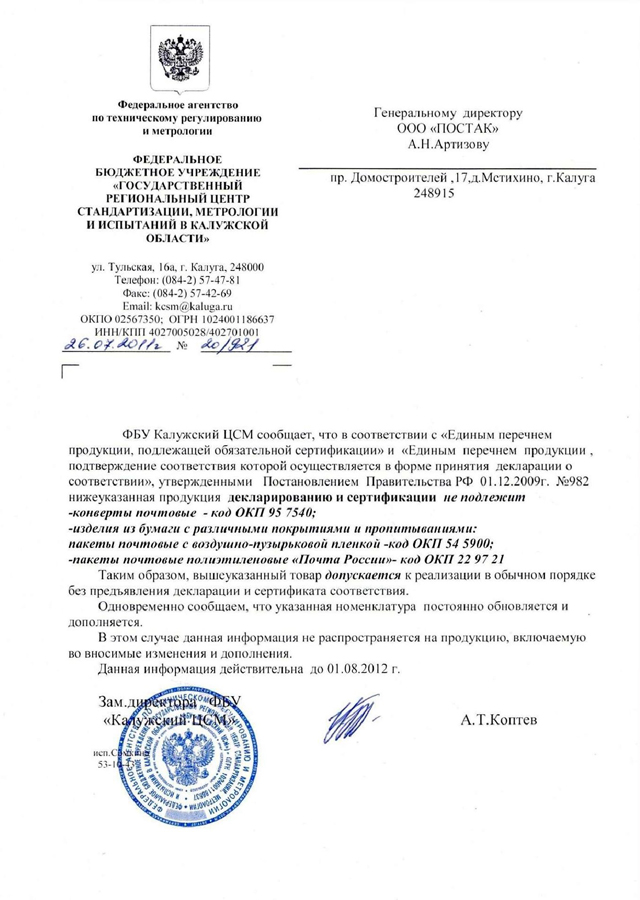 Федеральное агентство
по техническому регулированию
и метрологии
ФЕДЕРАЛЬНОЕ
БЮДЖЕТНОЕ УЧРЕЖДЕНИЕ
«ГОСУДАРСТВЕННЫЙ
РЕГИОНАЛЬНЫЙ ЦЕНТР
СТАНДАРТИЗАЦИИ, МЕТРОЛОГИИ
И ИСПЫТАНИЙ В КАЛУЖСКОЙ
ОБЛАСТИ»
ул. Тульская, 16а, г. Калуга, 248000
Телефон: (084-2) 57-47-81
Факс: (084-2) 57-42-69
Email: kcsm@kaluga.ru
ОКПО 02567350; ОГРН 1024001186637
ИНН/КПП 4027005028/402701001
26.07.2011г № 20/921
Генеральному директору
ООО «ПОСТАК»
А.Н.Артизову
пр. Домостроителей ,17,д.Мстихино, г.Калуга
248915
ФБУ Калужский ЦСМ сообщает, что в соответствии с «Единым перечнем
продукции, подлежащей обязательной сертификации» и «Единым перечнем продукции ,
подтверждение соответствия которой осуществляется в форме принятия декларации о
соответствии», утвержденными Постановлением Правительства РФ 01.12.2009г. №982
нижеуказанная продукция декларированию и сертификации не подлежит
-конверты почтовые - код ОКП 95 7540;
-изделия из бумаги с различными покрытиями и пропитываниями:
пакеты почтовые с воздушно-пузырьковой пленкой -код ОКП 54 5900;
-пакеты почтовые полиэтиленовые «Почта России»- код ОКП 22 97 21
Таким образом, вышеуказанный товар допускается к реализации в обычном порядке
без предъявления декларации и сертификата соответствия.
Одновременно сообщаем, что указанная номенклатура постоянно обновляется и
дополняется.
В этом случае данная информация не распространяется на продукцию, включаемую
во вносимые изменения и дополнения.
Данная информация действительна до 01.08.2012 г.
Зам.директора ФБУ
«Калужский ЦСМ»
А.Т.Коптев
исп.
53-10-